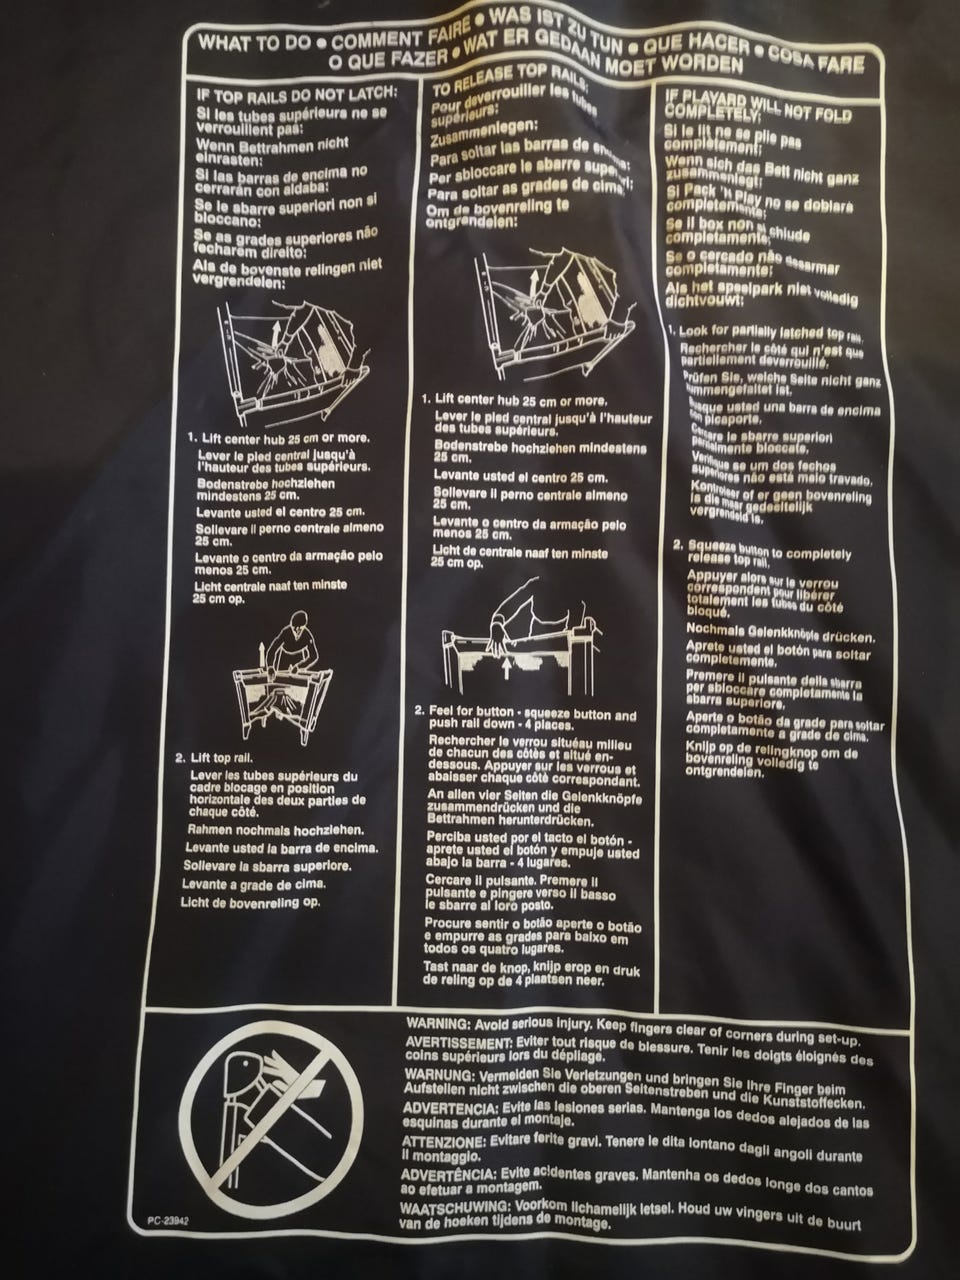 WHAT TO DO • COMMENT FAIRE • WAS IST ZU TUN • QUE HACER • COSA FARE
O QUE FAZER • WAT ER GEDAAN MOET WORDEN
IF TOP RAILS DO NOT LATCH:
Si les tubes supérieurs ne se
verrouillent pas:
Wenn Bettrahmen nicht
einrasten:
Si las barras de encima no
cerrarán con aldaba:
Se le sbarre superiori non si
bloccano:
Se as grades superiores não
fecharem direito:
Als de bovenste relingen niet
vergrendelen:
1. Lift center hub 25 cm or more.
Lever le pied central jusqu'à
l'hauteur des tubes supérieurs.
Bodenstrebe hochziehen
mindestens 25 cm.
Levante usted el centro 25 cm.
Sollevare il perno centrale almeno
25 cm.
Levante o centro da armação pelo
menos 25 cm.
Licht centrale naaf ten minste
25 cm op.
2. Lift top rail.
Lever les tubes supérieurs du
cadre blocage en position
horizontale des deux parties de
chaque côté.
Rahmen nochmals hochziehen.
Levante usted la barra de encima.
Sollevare la sbarra superiore.
Levante a grade de cima.
Licht de bovenreling op.
TO RELEASE TOP RAILS:
Pour deverrouiller les tubes
supérieurs:
Zusammenlegen:
Para soltar las barras de encima:
Per sbloccare le sbarre superiori:
Para soltar as grades de cima:
Om de bovenreling te
ontgrendelen:
1. Lift center hub 25 cm or more.
Lever le pied central jusqu'à l'hauteur
des tubes supérieurs.
Bodenstrebe hochziehen mindestens
25 cm.
Levante usted el centro 25 cm.
Sollevare il perno centrale almeno
25 cm.
Levante o centro da armação pelo
menos 25 cm.
Licht de centrale naaf ten minste
25 cm op.
2. Feel for button - squeeze button and
push rail down - 4 places.
Rechercher le verrou situéau milieu
de chacun des côtés et situé en-
dessous. Appuyer sur les verrous et
abaisser chaque côté correspondant.
An allen vier Seiten die Gelenkknöpfe
zusammendrücken und die
Bettrahmen herunterdrücken.
Perciba usted por el tacto el botón -
aprete usted el botón y empuje usted
abajo la barra - 4 lugares.
Cercare il pulsante. Premere il
pulsante e pingere verso il basso
le sbarre al loro posto.
Procure sentir o botão aperte o botão
e empurre as grades para baixo em
todos os quatro lugares.
Tast naar de knop, knijp erop en druk
de reling op de 4 plaatsen neer.
IF PLAYARD WILL NOT FOLD
COMPLETELY:
Si le lit ne se plie pas
completement:
Wenn sich das Bett nicht ganz
zusammenlegt:
Si Pack 'n Play no se doblará
completamente:
Se il box non si chiude
completamente:
Se o cercado não desarmar
completamente:
Als het speelpark niet volledig
dichtvouwt:
1. Look for partially latched top rail.
Rechercher le côté qui n'est que
partiellement deverrouillé.
Prüfen Sie, welche Seite nicht ganz
zummengefaltet ist.
Busque usted una barra de encima
con picaporte.
Cercare le sbarre superiori
parzialmente bloccate.
Verifique se um dos fechos
superiores não está meio travado.
Kontroleer of er geen bovenreling
is die maar gedeeltelijk
vergrendeld is.
2. Squeeze button to completely
release top rail.
Appuyer alors sur le verrou
correspondent pour libérer
totalement les tubes du côté
bloqué.
Nochmals Gelenkknöple drücken.
Aprete usted el botón para soltar
completemente.
Premere il pulsante della sbarra
per sbloccare completamente la
sbarra superiore.
Aperte o botão da grade para soltar
completamente a grade de cima.
Knijp op de relingknop om de
bovenreling volledig te
ontgrendelen.
WARNING: Avoid serious injury. Keep fingers clear of corners during set-up.
AVERTISSEMENT: Eviter tout risque de blessure. Tenir les doigts éloignés des
coins supérieurs lors du dépliage.
WARNUNG: Vermeiden Sie Verletzungen und bringen Sie Ihre Finger beim
Aufstellen nicht zwischen die oberen Seitenstreben und die Kunststoffecken.
ADVERTENCIA: Evite las lesiones serias. Mantenga los dedos alejados de las
esquinas durante el montaje.
ATTENZIONE: Evitare ferite gravi. Tenere le dita lontano dagli angoli durante
il montaggio.
ADVERTÊNCIA: Evite acidentes graves. Mantenha os dedos longe dos cantos
ao efetuar a montagem.
WAATSCHUWING: Voorkom lichamelijk letsel. Houd uw vingers uit de buurt
van de hoeken tijdens de montage.
PC-23942